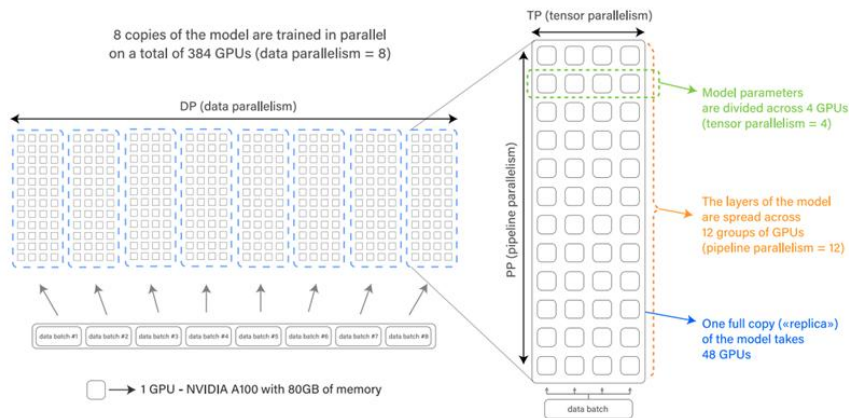 8 copies of the model are trained in parallel
on a total of 384 GPUs (data parallelism = 8)
DP (data parallelism)
data batch #1
data batch #2
data batch #3
data batch #4
data batch #5
data batch #6
data batch #7
data batch #8
1 GPU - NVIDIA A100 with 80GB of memory
TP (tensor parallelism)
PP (pipeline parallelism)
data batch
Model parameters
are divided across 4 GPUs
(tensor parallelism = 4)
The layers of the model
are spread across
12 groups of GPUs
(pipeline parallelism = 12)
One full copy («replica»)
of the model takes
48 GPUs